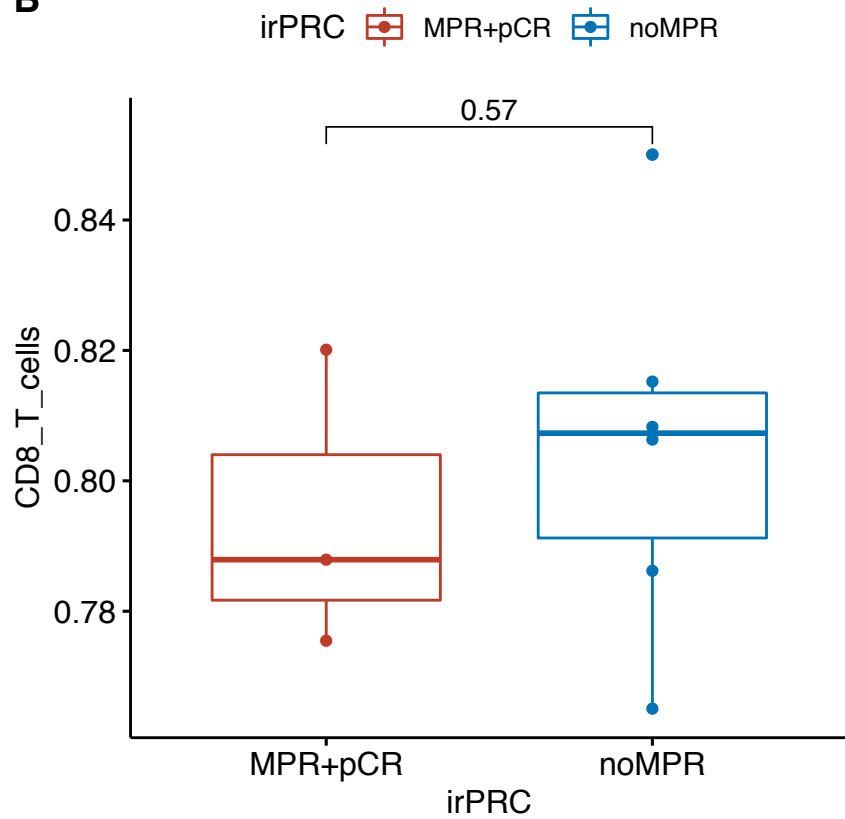 B
irPRC MPR+pCR noMPR
0.57
0.84
0.82
0.80
0.78
CD8_T_cells
MPR+pCR noMPR
irPRC